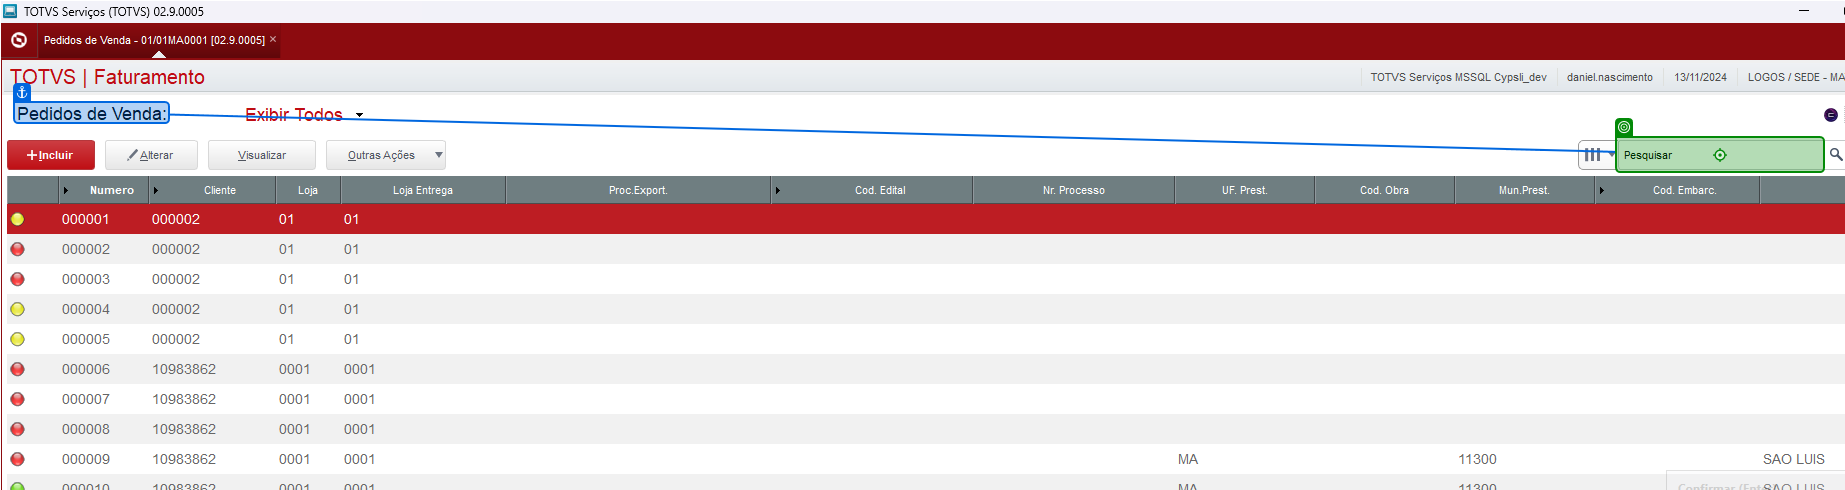 TOTVS Serviços (TOTVS) 02.9.0005
Pedidos de Venda - 01/01MA0001 [02.9.0005] ×
TOTVS | Faturamento
TOTVS Serviços MSSQL Cypsli_dev
daniel.nascimento
13/11/2024
LOGOS / SEDE - MA
Pedidos de Venda:
Exibir Todos
+Incluir
Alterar
Visualizar
Outras Ações
Pesquisar
Numero Cliente Loja Loja Entrega Proc.Export. Cod. Edital Nr. Processo UF. Prest. Cod. Obra Mun.Prest. Cod. Embarc.
000001 000002 01 01
000002 000002 01 01
000003 000002 01 01
000004 000002 01 01
000005 000002 01 01
000006 10983862 0001 0001
000007 10983862 0001 0001
000008 10983862 0001 0001
000009 10983862 0001 0001 MA 11300 SAO LUIS
000010 10983862 0001 0001 MA 11300 SAO LUIS